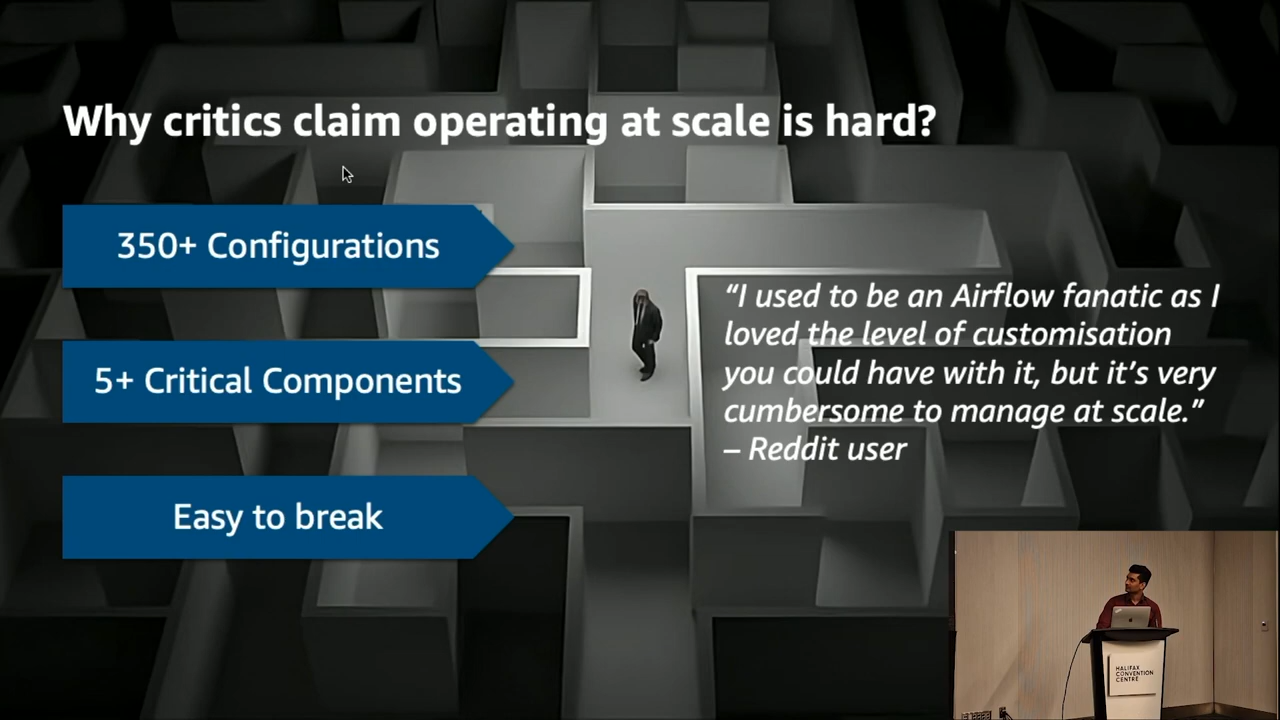 Why critics claim operating at scale is hard?
350+ Configurations
5+ Critical Components
Easy to break
“I used to be an Airflow fanatic as I
loved the level of customisation
you could have with it, but it’s very
cumbersome to manage at scale.”
– Reddit user
HALIFAX
CONVENTION
CENTRE